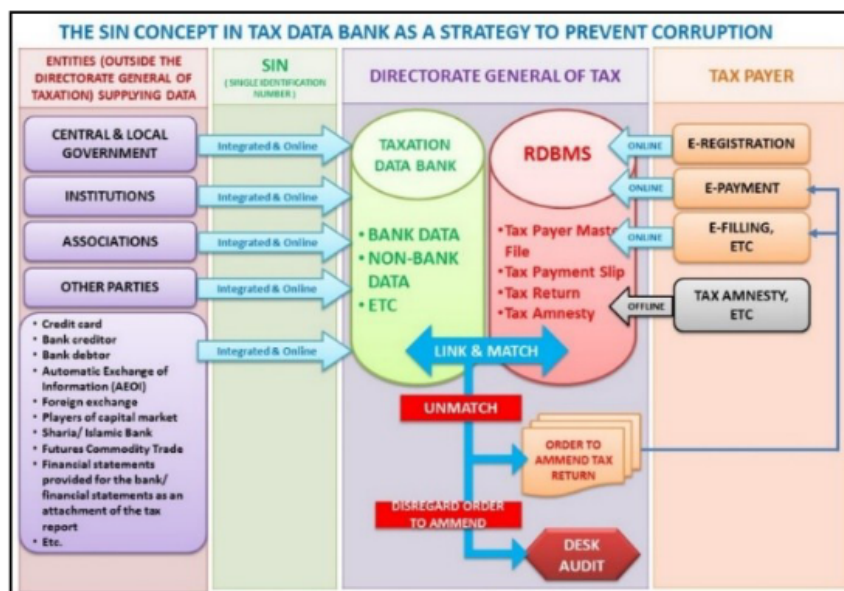 THE SIN CONCEPT IN TAX DATA BANK AS A STRATEGY TO PREVENT CORRUPTION
ENTITIES (OUTSIDE THE
DIRECTORATE GENERAL OF
TAXATION) SUPPLYING DATA
CENTRAL & LOCAL
GOVERNMENT
INSTITUTIONS
ASSOCIATIONS
OTHER PARTIES
• Credit card
• Bank creditor
• Bank debtor
• Automatic Exchange of
Information (AEOI)
• Foreign exchange
• Players of capital market
• Sharia/ Islamic Bank
• Futures Commodity Trade
• Financial statements
provided for the bank/
financial statements as an
attachment of the tax
report
• Etc.
SIN
( SINGLE IDENTIFICATION
NUMBER )
Integrated & Online
Integrated & Online
Integrated & Online
Integrated & Online
Integrated & Online
DIRECTORATE GENERAL OF TAX
TAXATION
DATA BANK
• BANK DATA
• NON-BANK
DATA
• ETC
RDBMS
• Tax Payer Maste
File
• Tax Payment Slip
• Tax Return
• Tax Amnesty
LINK & MATCH
UNMATCH
ORDER TO
AMMEND TAX
RETURN
DISREGARD ORDER
TO AMMEND
DESK
AUDIT
TAX PAYER
ONLINE
E-REGISTRATION
ONLINE
E-PAYMENT
ONLINE
E-FILLING,
ETC
OFFLINE
TAX AMNESTY,
ETC